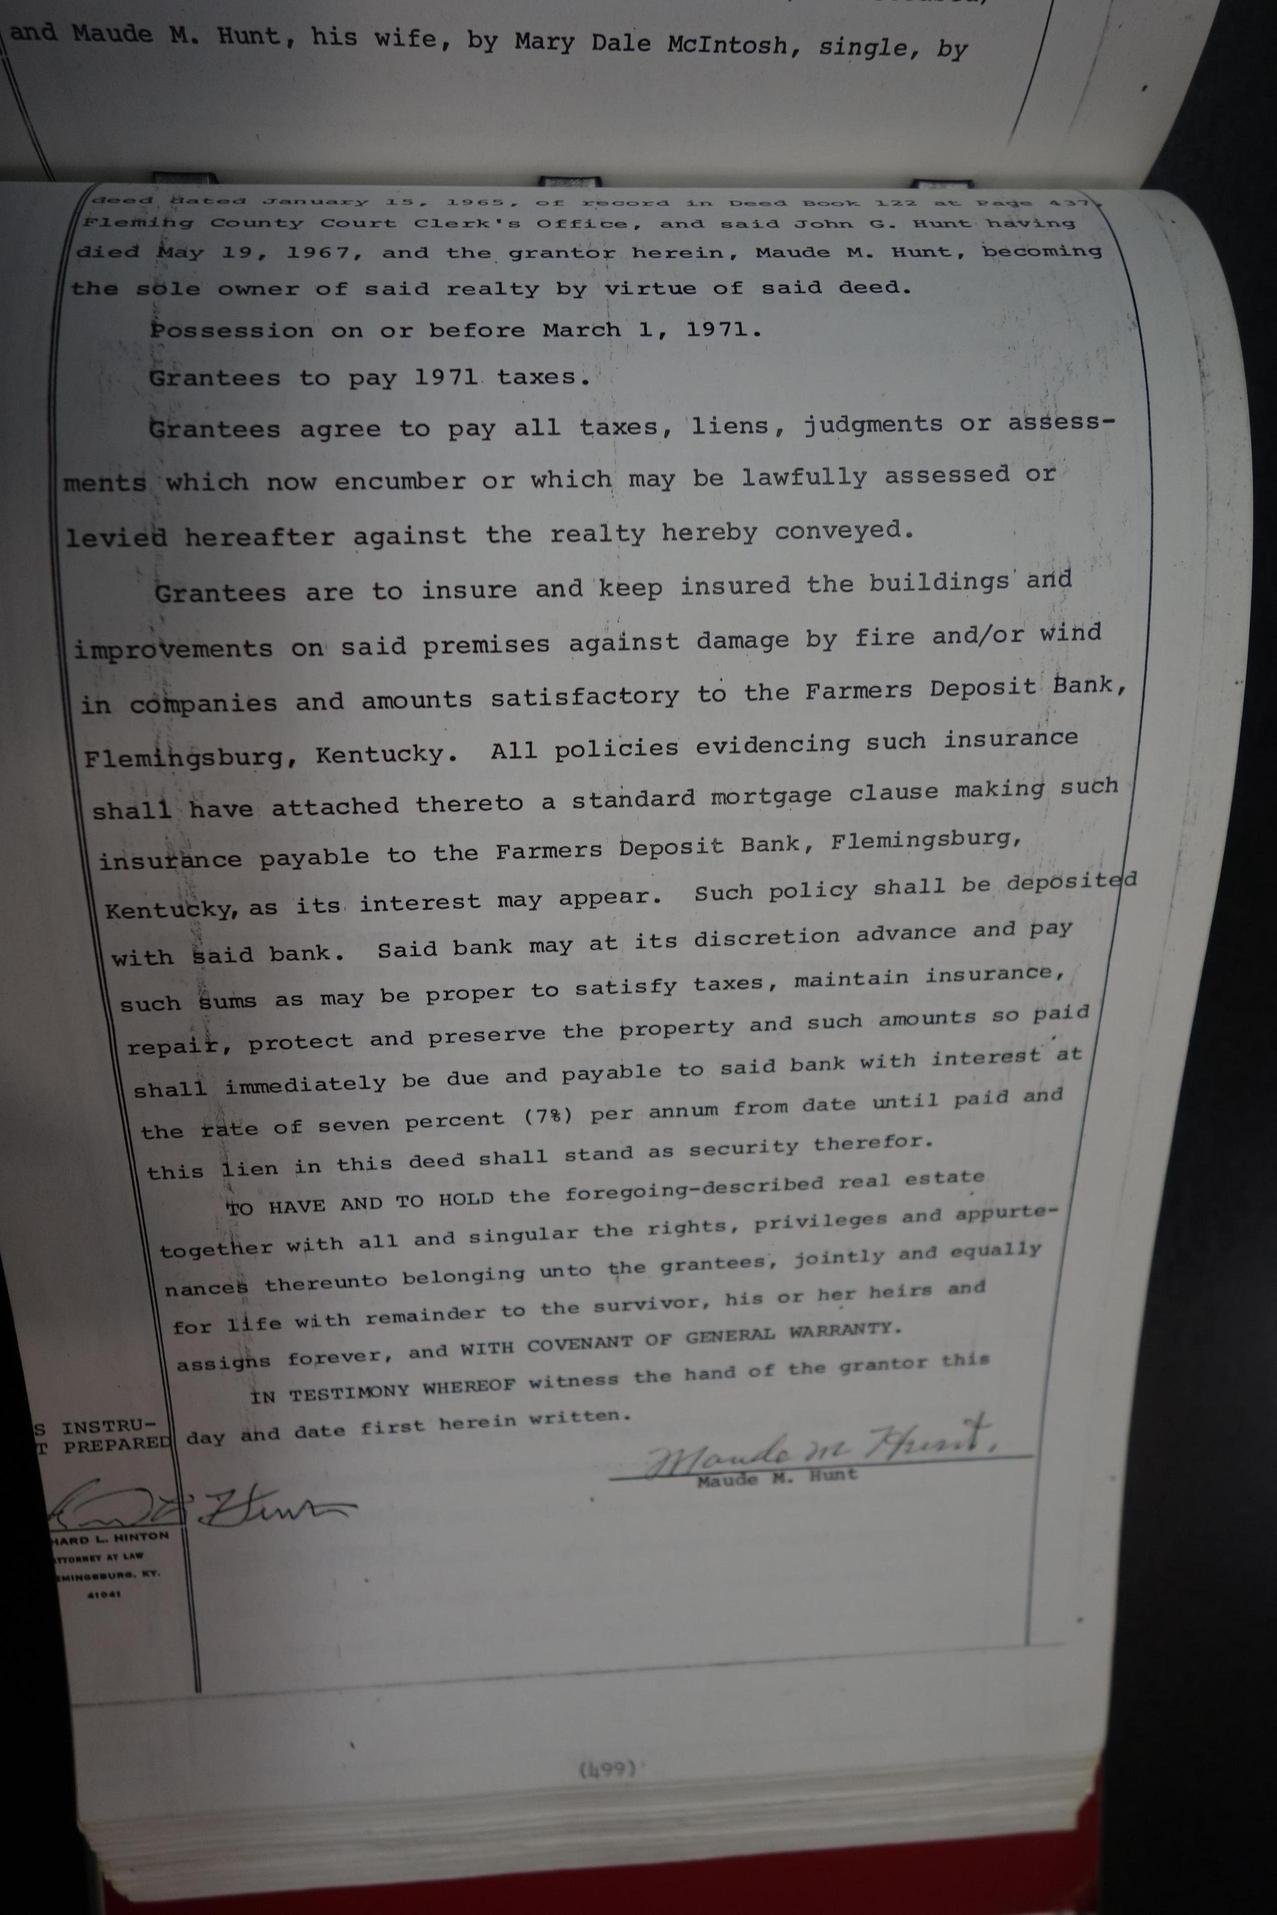 and Maude M. Hunt, his wife, by Mary Dale McIntosh, single, by
deed dated January 15, 1965, of record in Deed Book 122 at Page 437,
Fleming County Court Clerk's Office, and said John G. Hunt having
died May 19, 1967, and the grantor herein, Maude M. Hunt, becoming
the sole owner of said realty by virtue of said deed.
Possession on or before March 1, 1971.
Grantees to pay 1971 taxes.
Grantees agree to pay all taxes, liens, judgments or assess-
ments which now encumber or which may be lawfully assessed or
levied hereafter against the realty hereby conveyed.
Grantees are to insure and keep insured the buildings and
improvements on said premises against damage by fire and/or wind
in companies and amounts satisfactory to the Farmers Deposit Bank,
Flemingsburg, Kentucky. All policies evidencing such insurance
shall have attached thereto a standard mortgage clause making such
insurance payable to the Farmers Deposit Bank, Flemingsburg,
Kentucky, as its interest may appear. Such policy shall be deposited
with said bank. Said bank may at its discretion advance and pay
such sums as may be proper to satisfy taxes, maintain insurance,
repair, protect and preserve the property and such amounts so paid
shall immediately be due and payable to said bank with interest at
the rate of seven percent (7%) per annum from date until paid and
this lien in this deed shall stand as security therefor.
TO HAVE AND TO HOLD the foregoing-described real estate
together with all and singular the rights, privileges and appurte-
nances thereunto belonging unto the grantees, jointly and equally
for life with remainder to the survivor, his or her heirs and
assigns forever, and WITH COVENANT OF GENERAL WARRANTY.
IN TESTIMONY WHEREOF witness the hand of the grantor this
day and date first herein written.
S INSTRU-
T PREPARED
Maude M Hunt.
Maude M. Hunt
HARD L. HINTON
TTORNEY AT LAW
EMINGSBURG, KY.
41041
(499)